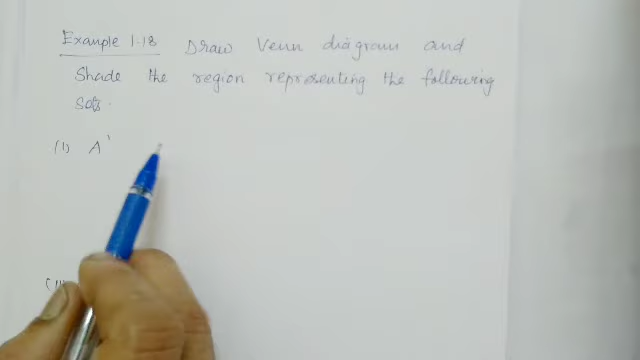 Example 1.18 Draw Venn diagram and
Shade the region representing the following
Sets.
(i) A'